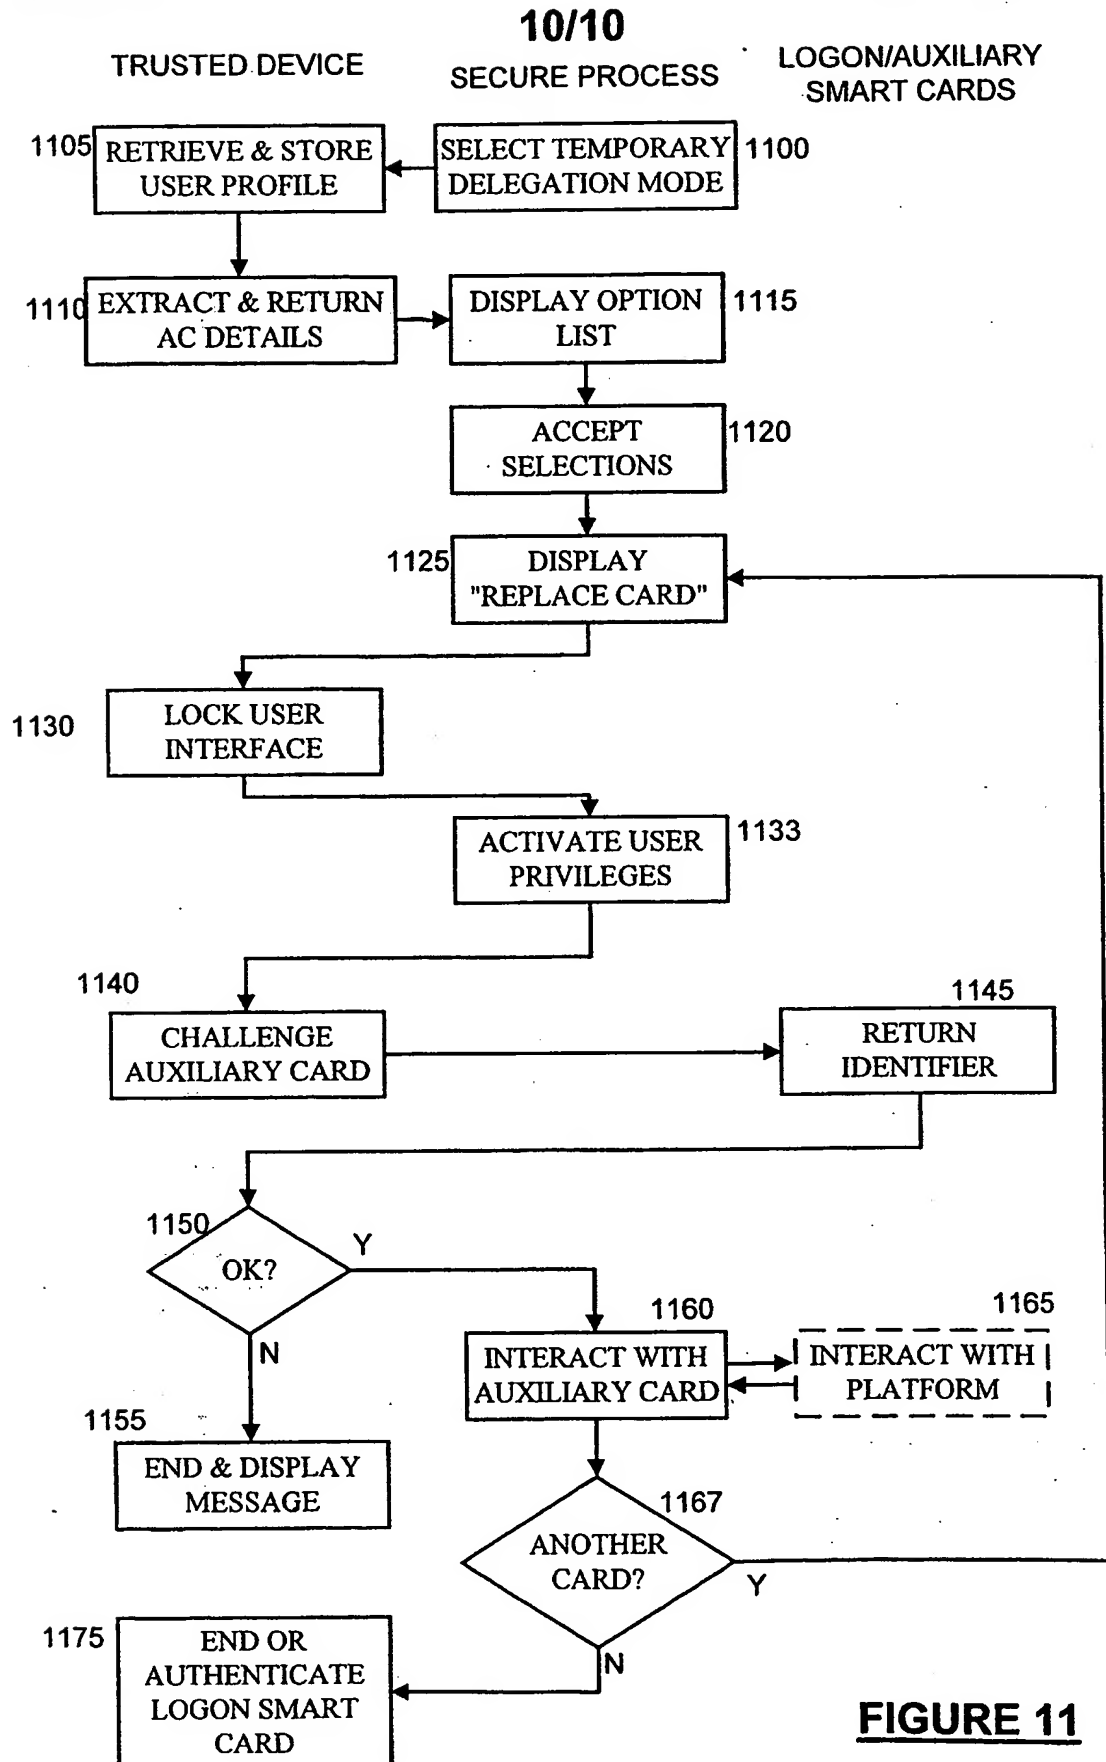 10/10
TRUSTED DEVICE
SECURE PROCESS
LOGON/AUXILIARY
SMART CARDS
1105
RETRIEVE & STORE
USER PROFILE
SELECT TEMPORARY
DELEGATION MODE
1100
1110
EXTRACT & RETURN
AC DETAILS
DISPLAY OPTION
LIST
1115
ACCEPT
SELECTIONS
1120
1125
DISPLAY
"REPLACE CARD"
1130
LOCK USER
INTERFACE
ACTIVATE USER
PRIVILEGES
1133
1140
CHALLENGE
AUXILIARY CARD
1145
RETURN
IDENTIFIER
1150
OK?
Y
N
1160
INTERACT WITH
AUXILIARY CARD
1165
INTERACT WITH
PLATFORM
1155
END & DISPLAY
MESSAGE
1167
ANOTHER
CARD?
Y
N
1175
END OR
AUTHENTICATE
LOGON SMART
CARD
FIGURE 11